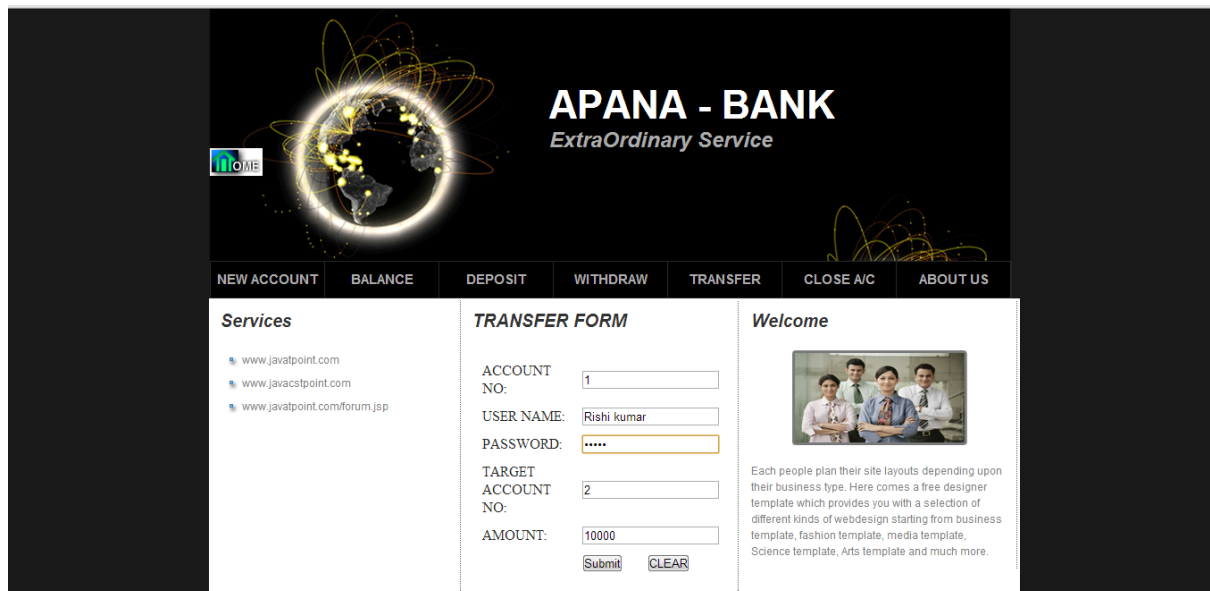 APANA - BANK
ExtraOrdinary Service
HOME
NEW ACCOUNT BALANCE DEPOSIT WITHDRAW TRANSFER CLOSE A/C ABOUT US
Services
www.javatpoint.com
www.javacstpoint.com
www.javatpoint.com/forum.jsp
TRANSFER FORM
ACCOUNT
NO: 1
USER NAME: Rishi kumar
PASSWORD: •••••
TARGET
ACCOUNT
NO: 2
AMOUNT: 10000
Submit CLEAR
Welcome
Each people plan their site layouts depending upon
their business type. Here comes a free designer
template which provides you with a selection of
different kinds of webdesign starting from business
template, fashion template, media template,
Science template, Arts template and much more.